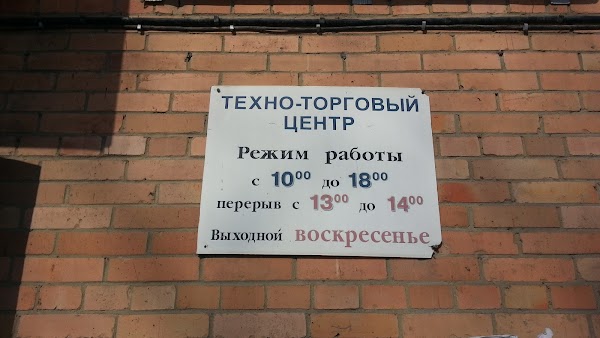 ТЕХНО-ТОРГОВЫЙ
ЦЕНТР
Режим работы
с 10⁰⁰ до 18⁰⁰
перерыв с 13⁰⁰ до 14⁰⁰
Выходной воскресенье